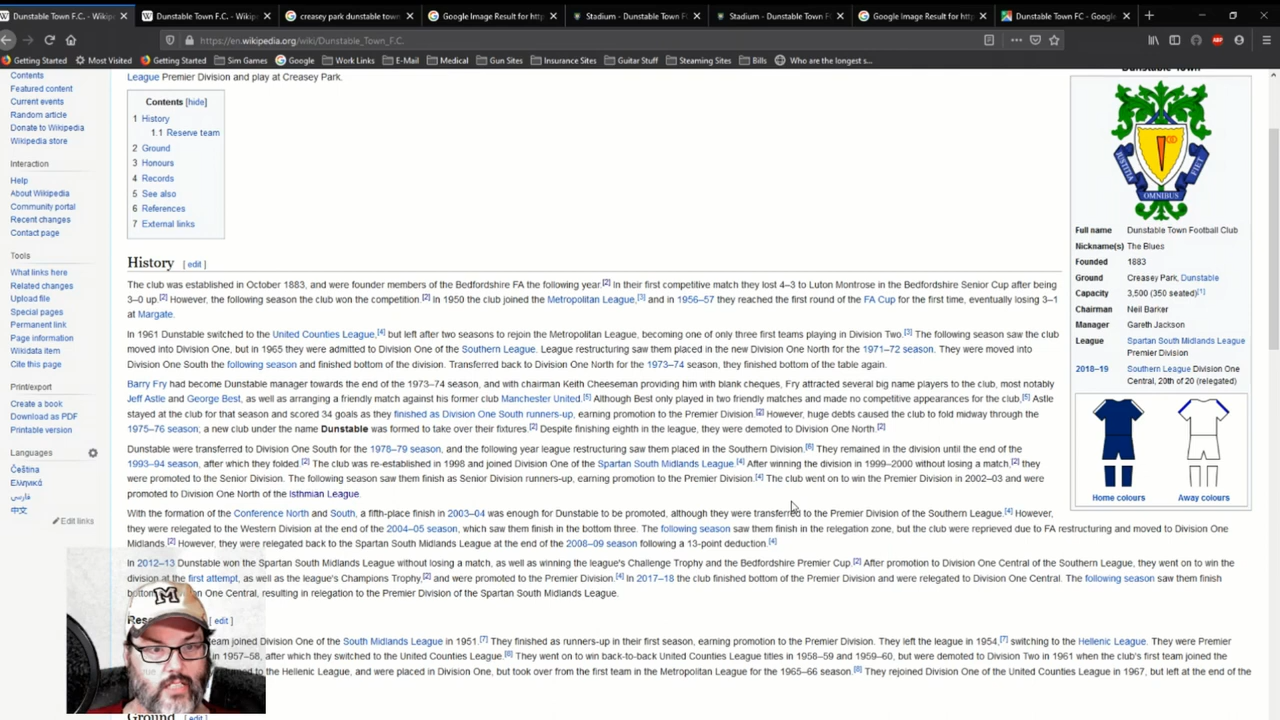 Dunstable Town F.C. - Wikip
Dunstable Town F.C. - Wikip
creasey park dunstable town
Google Image Result for http
Stadium - Dunstable Town F
Stadium - Dunstable Town F
Google Image Result for http
Dunstable Town FC - Google
https://en.wikipedia.org/wiki/Dunstable_Town_F.C.
Getting Started
Most Visited
Getting Started
Sim Games
Google
Work Links
E-Mail
Medical
Gun Sites
Insurance Sites
Guitar Stuff
Steaming Sites
Bills
Who are the longest s...
Contents
Featured content
Current events
Random article
Donate to Wikipedia
Wikipedia store
Interaction
Help
About Wikipedia
Community portal
Recent changes
Contact page
Tools
What links here
Related changes
Upload file
Special pages
Permanent link
Page information
Wikidata item
Cite this page
Print/export
Create a book
Download as PDF
Printable version
Languages
Čeština
Ελληνικά
فارسی
中文
Edit links
League Premier Division and play at Creasey Park.
Contents [hide]
1 History
1.1 Reserve team
2 Ground
3 Honours
4 Records
5 See also
6 References
7 External links
History [ edit ]
The club was established in October 1883, and were founder members of the Bedfordshire FA the following year.[2] In their first competitive match they lost 4–3 to Luton Montrose in the Bedfordshire Senior Cup after being
3–0 up.[2] However, the following season the club won the competition.[2] In 1950 the club joined the Metropolitan League,[3] and in 1956–57 they reached the first round of the FA Cup for the first time, eventually losing 3–1
at Margate.
In 1961 Dunstable switched to the United Counties League,[4] but left after two seasons to rejoin the Metropolitan League, becoming one of only three first teams playing in Division Two.[3] The following season saw the club
moved into Division One, but in 1965 they were admitted to Division One of the Southern League. League restructuring saw them placed in the new Division One North for the 1971–72 season. They were moved into
Division One South the following season and finished bottom of the division. Transferred back to Division One North for the 1973–74 season, they finished bottom of the table again.
Barry Fry had become Dunstable manager towards the end of the 1973–74 season, and with chairman Keith Cheeseman providing him with blank cheques, Fry attracted several big name players to the club, most notably
Jeff Astle and George Best, as well as arranging a friendly match against his former club Manchester United.[5] Although Best only played in two friendly matches and made no competitive appearances for the club,[5] Astle
stayed at the club for that season and scored 34 goals as they finished as Division One South runners-up, earning promotion to the Premier Division.[2] However, huge debts caused the club to fold midway through the
1975–76 season; a new club under the name Dunstable was formed to take over their fixtures.[2] Despite finishing eighth in the league, they were demoted to Division One North.[2]
Dunstable were transferred to Division One South for the 1978–79 season, and the following year league restructuring saw them placed in the Southern Division.[6] They remained in the division until the end of the
1993–94 season, after which they folded.[2] The club was re-established in 1998 and joined Division One of the Spartan South Midlands League.[4] After winning the division in 1999–2000 without losing a match,[2] they
were promoted to the Senior Division. The following season saw them finish as Senior Division runners-up, earning promotion to the Premier Division.[4] The club went on to win the Premier Division in 2002–03 and were
promoted to Division One North of the Isthmian League.
With the formation of the Conference North and South, a fifth-place finish in 2003–04 was enough for Dunstable to be promoted, although they were transferred to the Premier Division of the Southern League.[4] However,
they were relegated to the Western Division at the end of the 2004–05 season, which saw them finish in the bottom three. The following season saw them finish in the relegation zone, but the club were reprieved due to FA restructuring and moved to Division One
Midlands.[2] However, they were relegated back to the Spartan South Midlands League at the end of the 2008–09 season following a 13-point deduction.[4]
In 2012–13 Dunstable won the Spartan South Midlands League without losing a match, as well as winning the league's Challenge Trophy and the Bedfordshire Premier Cup.[2] After promotion to Division Central of the Southern League, they went on to win the
division at the first attempt, as well as the league's Champions Trophy,[2] and were promoted to the Premier Division.[4] In 2017–18 the club finished bottom of the Premier Division and were relegated to Division One Central. The following season saw them finish
bottom One Central, resulting in relegation to the Premier Division of the Spartan South Midlands League.
Res [ edit ]
team joined Division One of the South Midlands League in 1951.[7] They finished as runners-up in their first season, earning promotion to the Premier Division. They left the league in 1954,[7] switching to the Hellenic League. They were Premier
in 1957–58, after which they switched to the United Counties League.[8] They went on to win back-to-back United Counties League titles in 1958–59 and 1959–60, but were demoted to Division Two in 1961 when the club's first team joined the
to the Hellenic League, and were placed in Division One, but took over from the first team in the Metropolitan League for the 1965–66 season.[8] They rejoined Division One of the United Counties League in 1967, but left at the end of the
Ground [ edit ]
Dunstable Town
JUSTITIA OMNIBUS FIET
Full name Dunstable Town Football Club
Nickname(s) The Blues
Founded 1883
Ground Creasey Park, Dunstable
Capacity 3,500 (350 seated)[1]
Chairman Neil Barker
Manager Gareth Jackson
League Spartan South Midlands League
Premier Division
2018–19 Southern League Division One
Central, 20th of 20 (relegated)
Home colours
Away colours
M